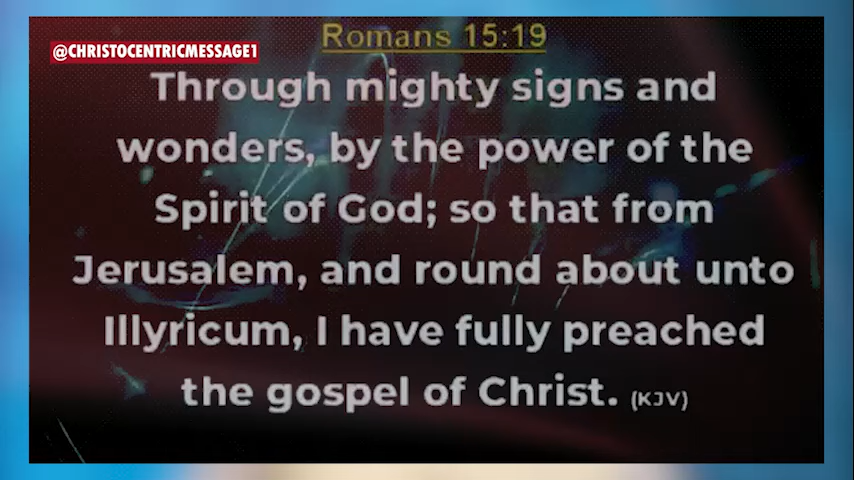 Romans 15:19
@CHRISTOCENTRICMESSAGE1
Through mighty signs and
wonders, by the power of the
Spirit of God; so that from
Jerusalem, and round about unto
Illyricum, I have fully preached
the gospel of Christ. (KJV)